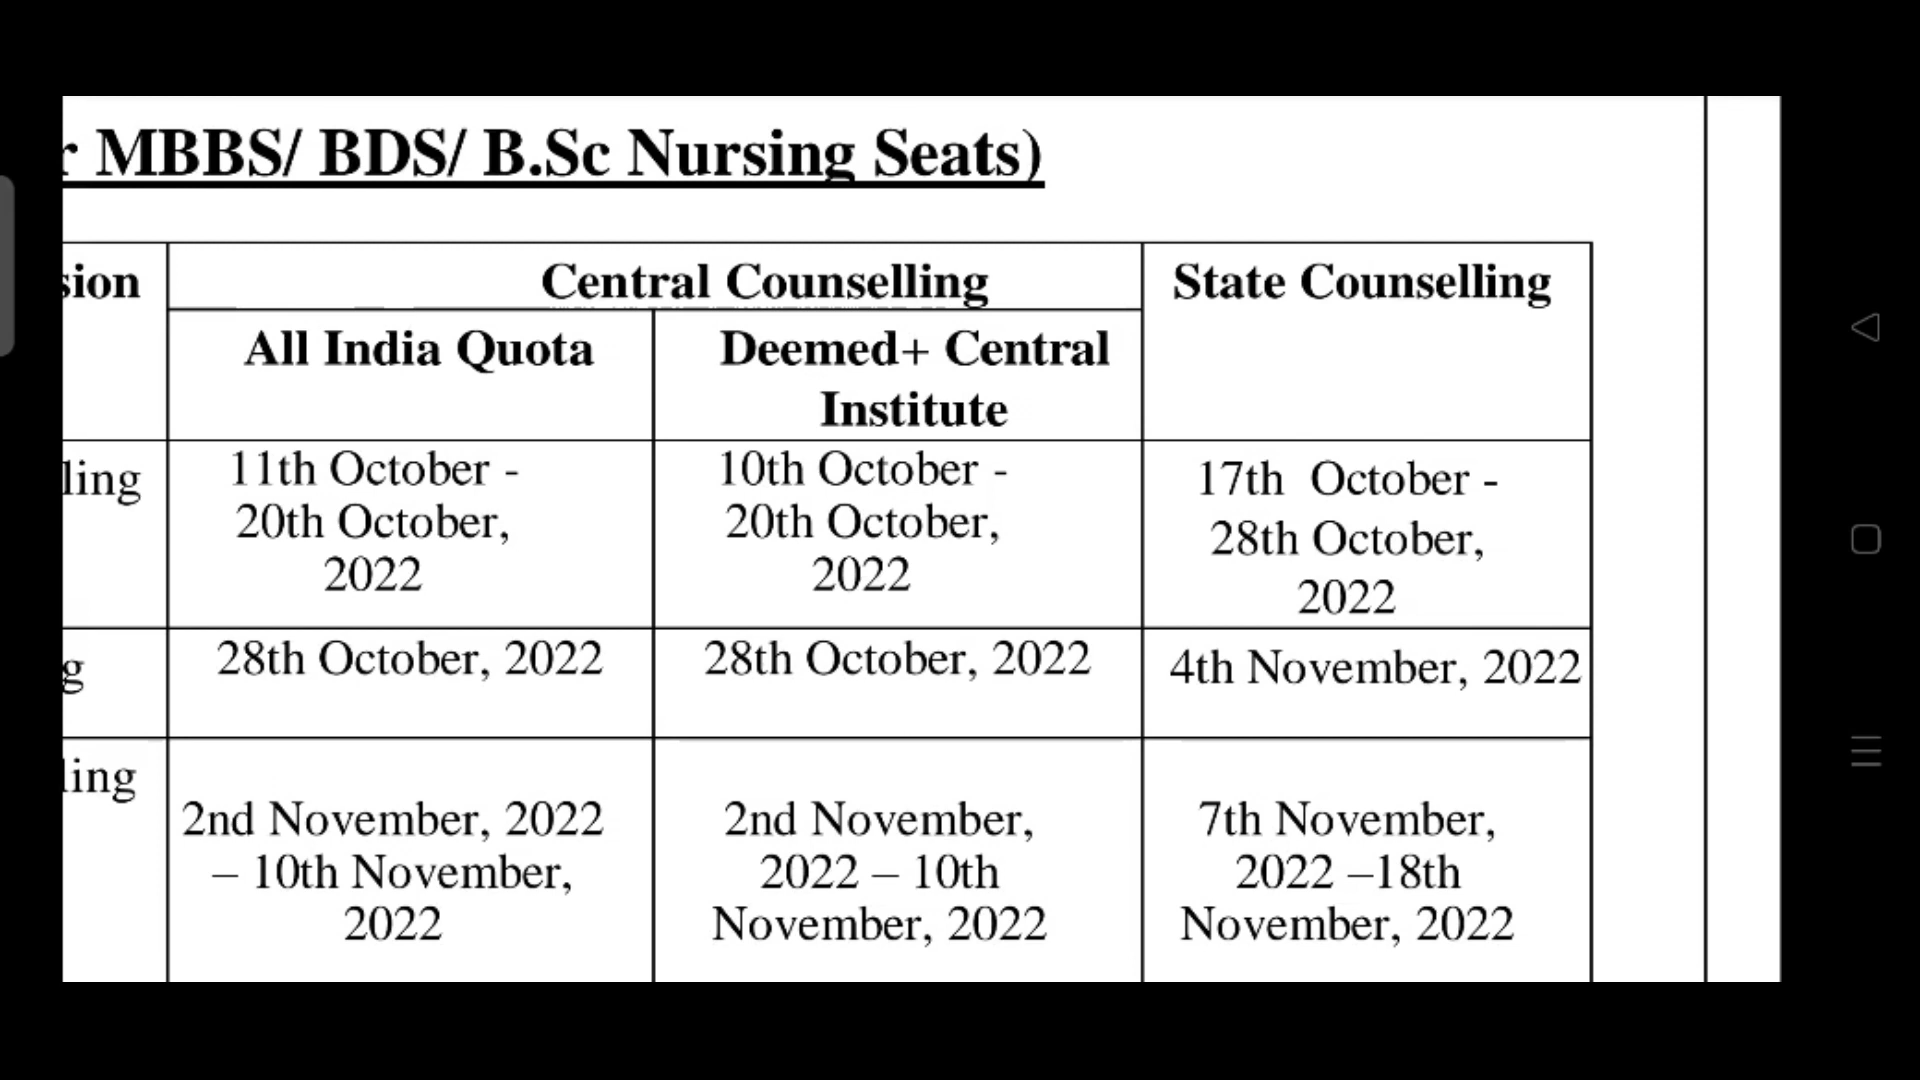 r MBBS/ BDS/ B.Sc Nursing Seats)
sion
Central Counselling
State Counselling
All India Quota
Deemed+ Central
Institute
ling
11th October -
20th October,
2022
10th October -
20th October,
2022
17th October -
28th October,
2022
g
28th October, 2022
28th October, 2022
4th November, 2022
ling
2nd November, 2022
– 10th November,
2022
2nd November,
2022 – 10th
November, 2022
7th November,
2022 –18th
November, 2022